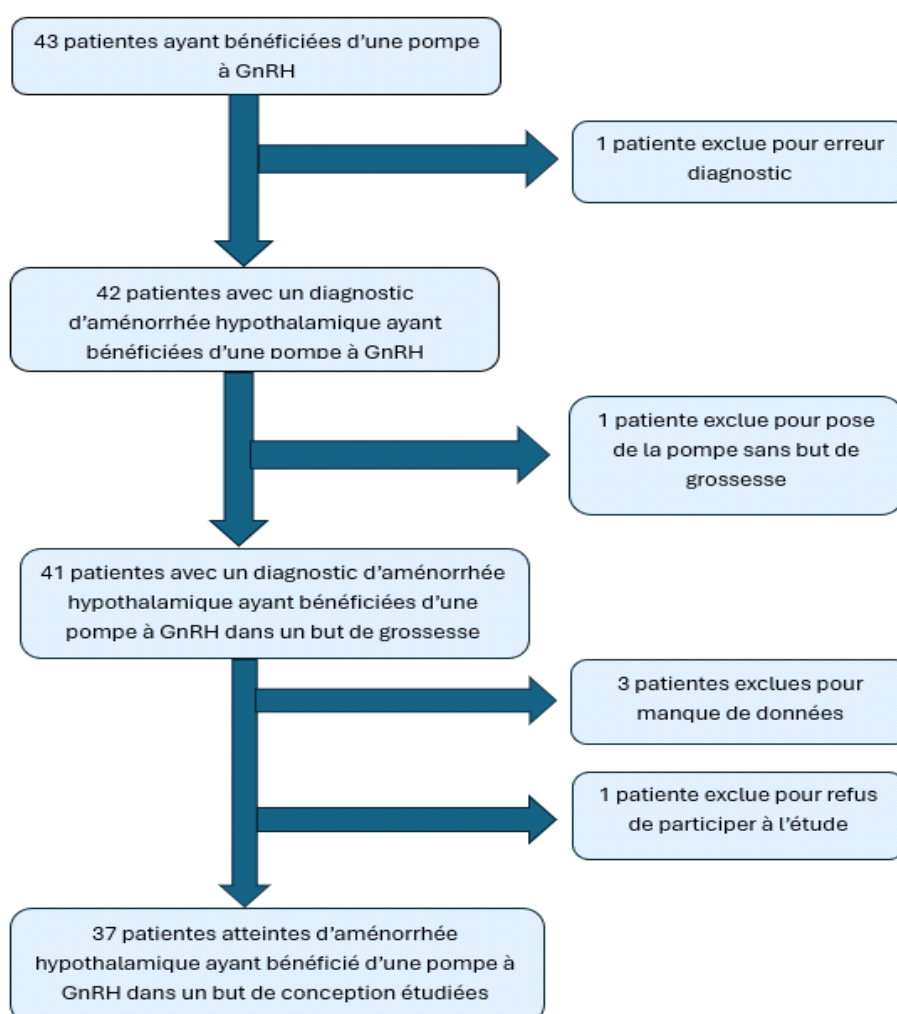 43 patientes ayant bénéficiées d’une pompe
à GnRH
1 patiente exclue pour erreur
diagnostic
42 patientes avec un diagnostic
d’aménorrhée hypothalamique ayant
bénéficiées d’une pompe à GnRH
1 patiente exclue pour pose
de la pompe sans but de
grossesse
41 patientes avec un diagnostic d’aménorrhée
hypothalamique ayant bénéficiées d’une
pompe à GnRH dans un but de grossesse
3 patientes exclues pour
manque de données
1 patiente exclue pour refus
de participer à l’étude
37 patientes atteintes d’aménorrhée
hypothalamique ayant bénéficié d’une pompe à
GnRH dans un but de conception étudiées